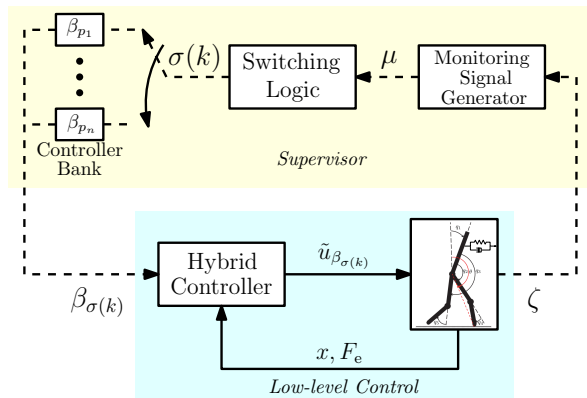 β_{p_1}
σ(k)
Switching
Logic
μ
Monitoring
Signal
Generator
β_{p_n}
Controller
Bank
Supervisor
Hybrid
Controller
ũ_{β_{σ(k)}}
β_{σ(k)}
ζ
x, F_e
Low-level Control